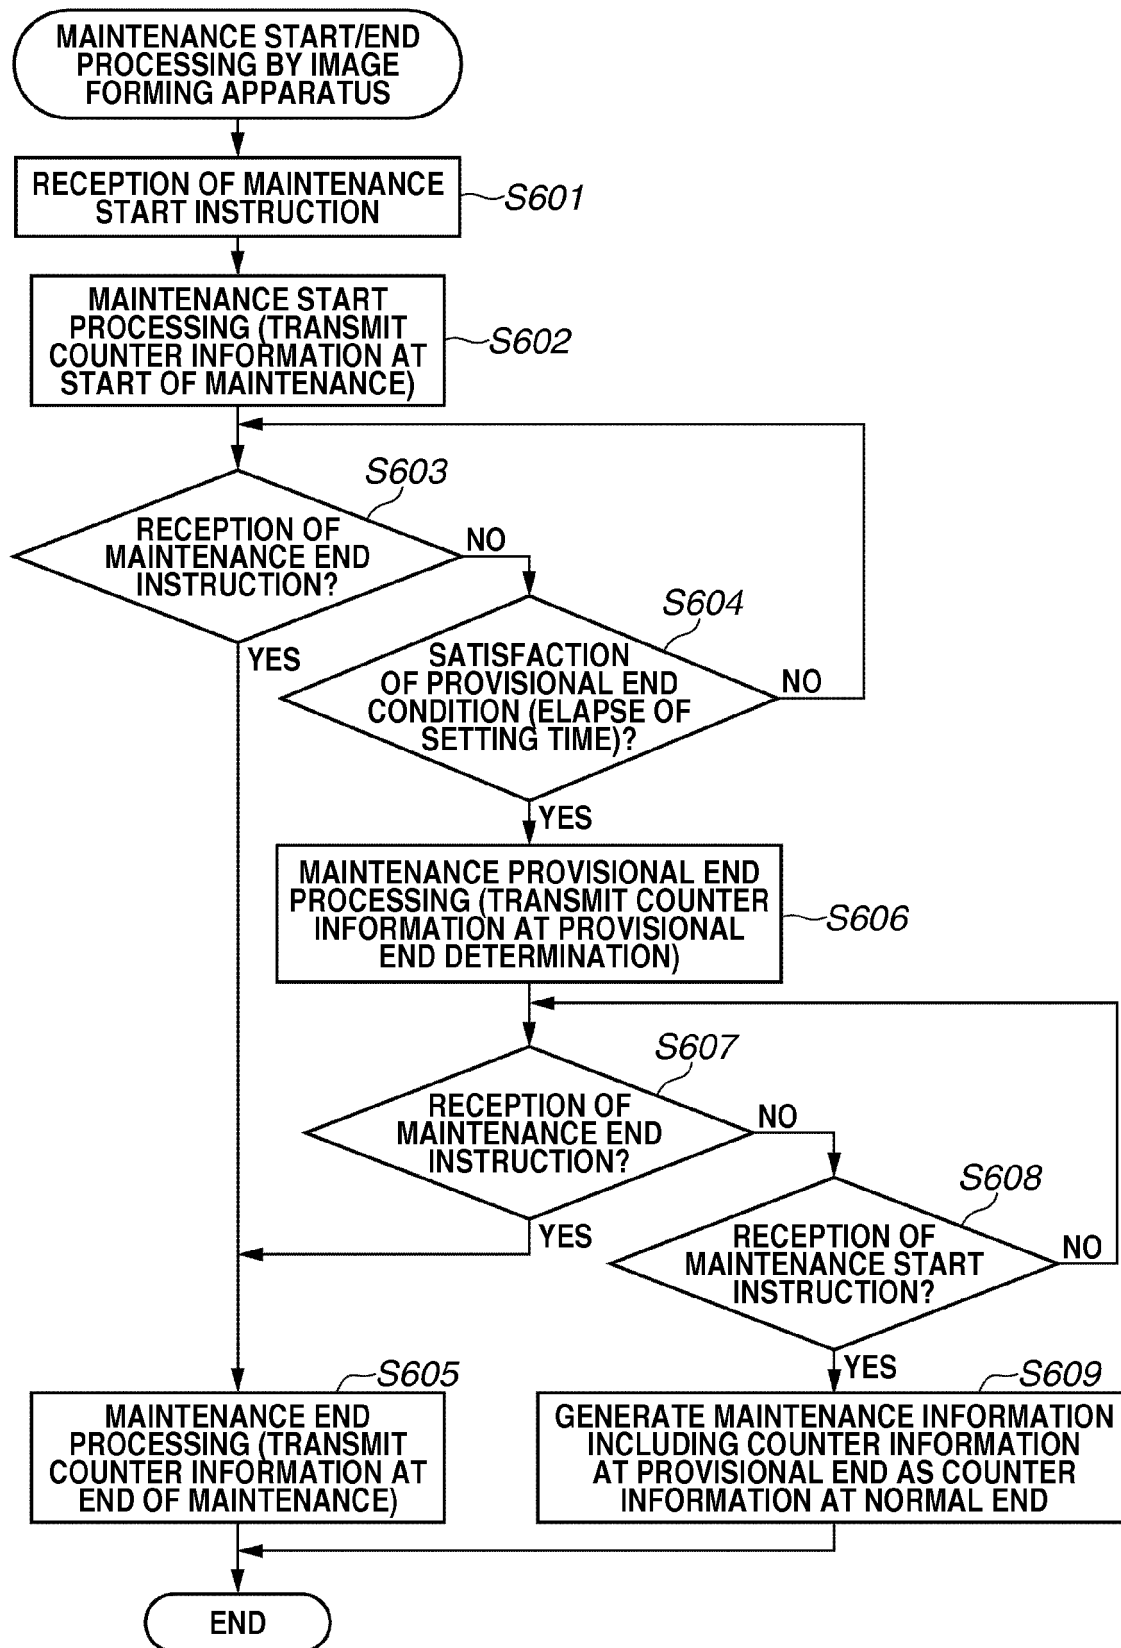 MAINTENANCE START/END
PROCESSING BY IMAGE
FORMING APPARATUS
RECEPTION OF MAINTENANCE
START INSTRUCTION
S601
MAINTENANCE START
PROCESSING (TRANSMIT
COUNTER INFORMATION AT
START OF MAINTENANCE)
S602
S603
RECEPTION OF
MAINTENANCE END
INSTRUCTION?
NO
YES
S604
SATISFACTION
OF PROVISIONAL END
CONDITION (ELAPSE OF
SETTING TIME)?
NO
YES
MAINTENANCE PROVISIONAL END
PROCESSING (TRANSMIT COUNTER
INFORMATION AT PROVISIONAL
END DETERMINATION)
S606
S607
RECEPTION OF
MAINTENANCE END
INSTRUCTION?
NO
YES
S608
RECEPTION OF
MAINTENANCE START
INSTRUCTION?
NO
YES
S605
MAINTENANCE END
PROCESSING (TRANSMIT
COUNTER INFORMATION AT
END OF MAINTENANCE)
S609
GENERATE MAINTENANCE INFORMATION
INCLUDING COUNTER INFORMATION
AT PROVISIONAL END AS COUNTER
INFORMATION AT NORMAL END
END